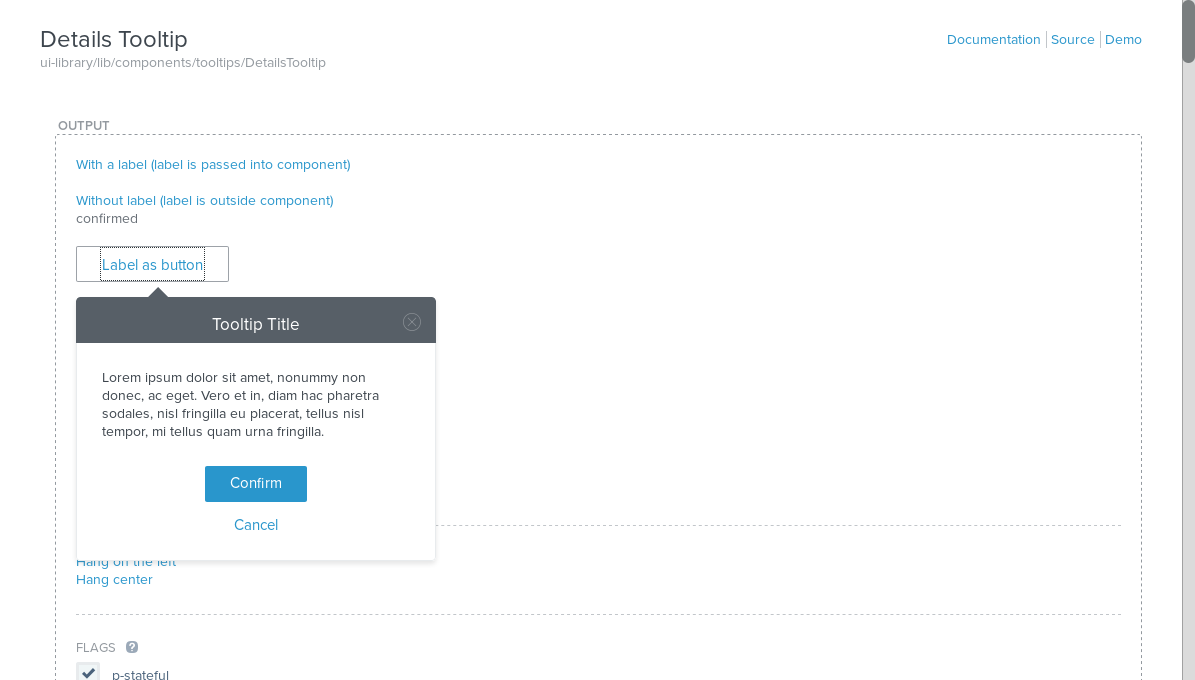 Details Tooltip
Documentation
Source
Demo
ui-library/lib/components/tooltips/DetailsTooltip
OUTPUT
With a label (label is passed into component)
Without label (label is outside component)
confirmed
Label as button
Tooltip Title
Lorem ipsum dolor sit amet, nonummy non
donec, ac eget. Vero et in, diam hac pharetra
sodales, nisl fringilla eu placerat, tellus nisl
tempor, mi tellus quam urna fringilla.
Confirm
Cancel
Hang on the left
Hang center
FLAGS ?
p-stateful